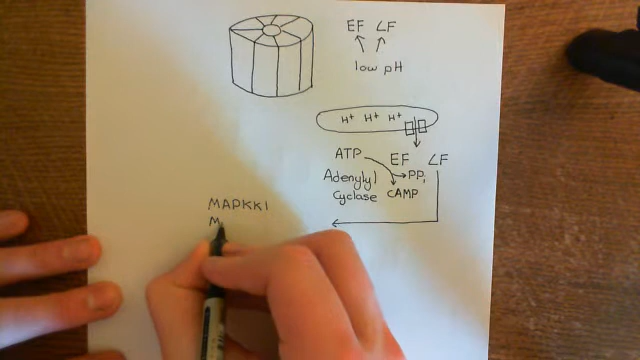 EF LF
low pH
H+ H+ H+
ATP
EF LF
PPi
Adenylyl
Cyclase
cAMP
MAPKK1
M